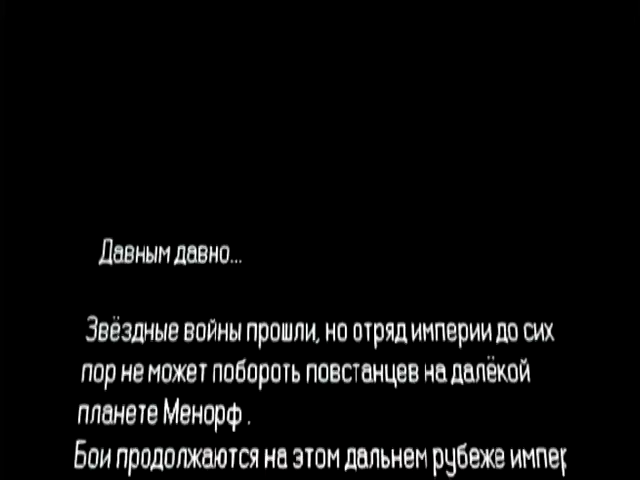 Давным давно...
Звёздные войны прошли, но отряд империи до сих
пор не может побороть повстанцев на далёкой
планете Менорф .
Бои продолжаются на этом дальнем рубеже импер